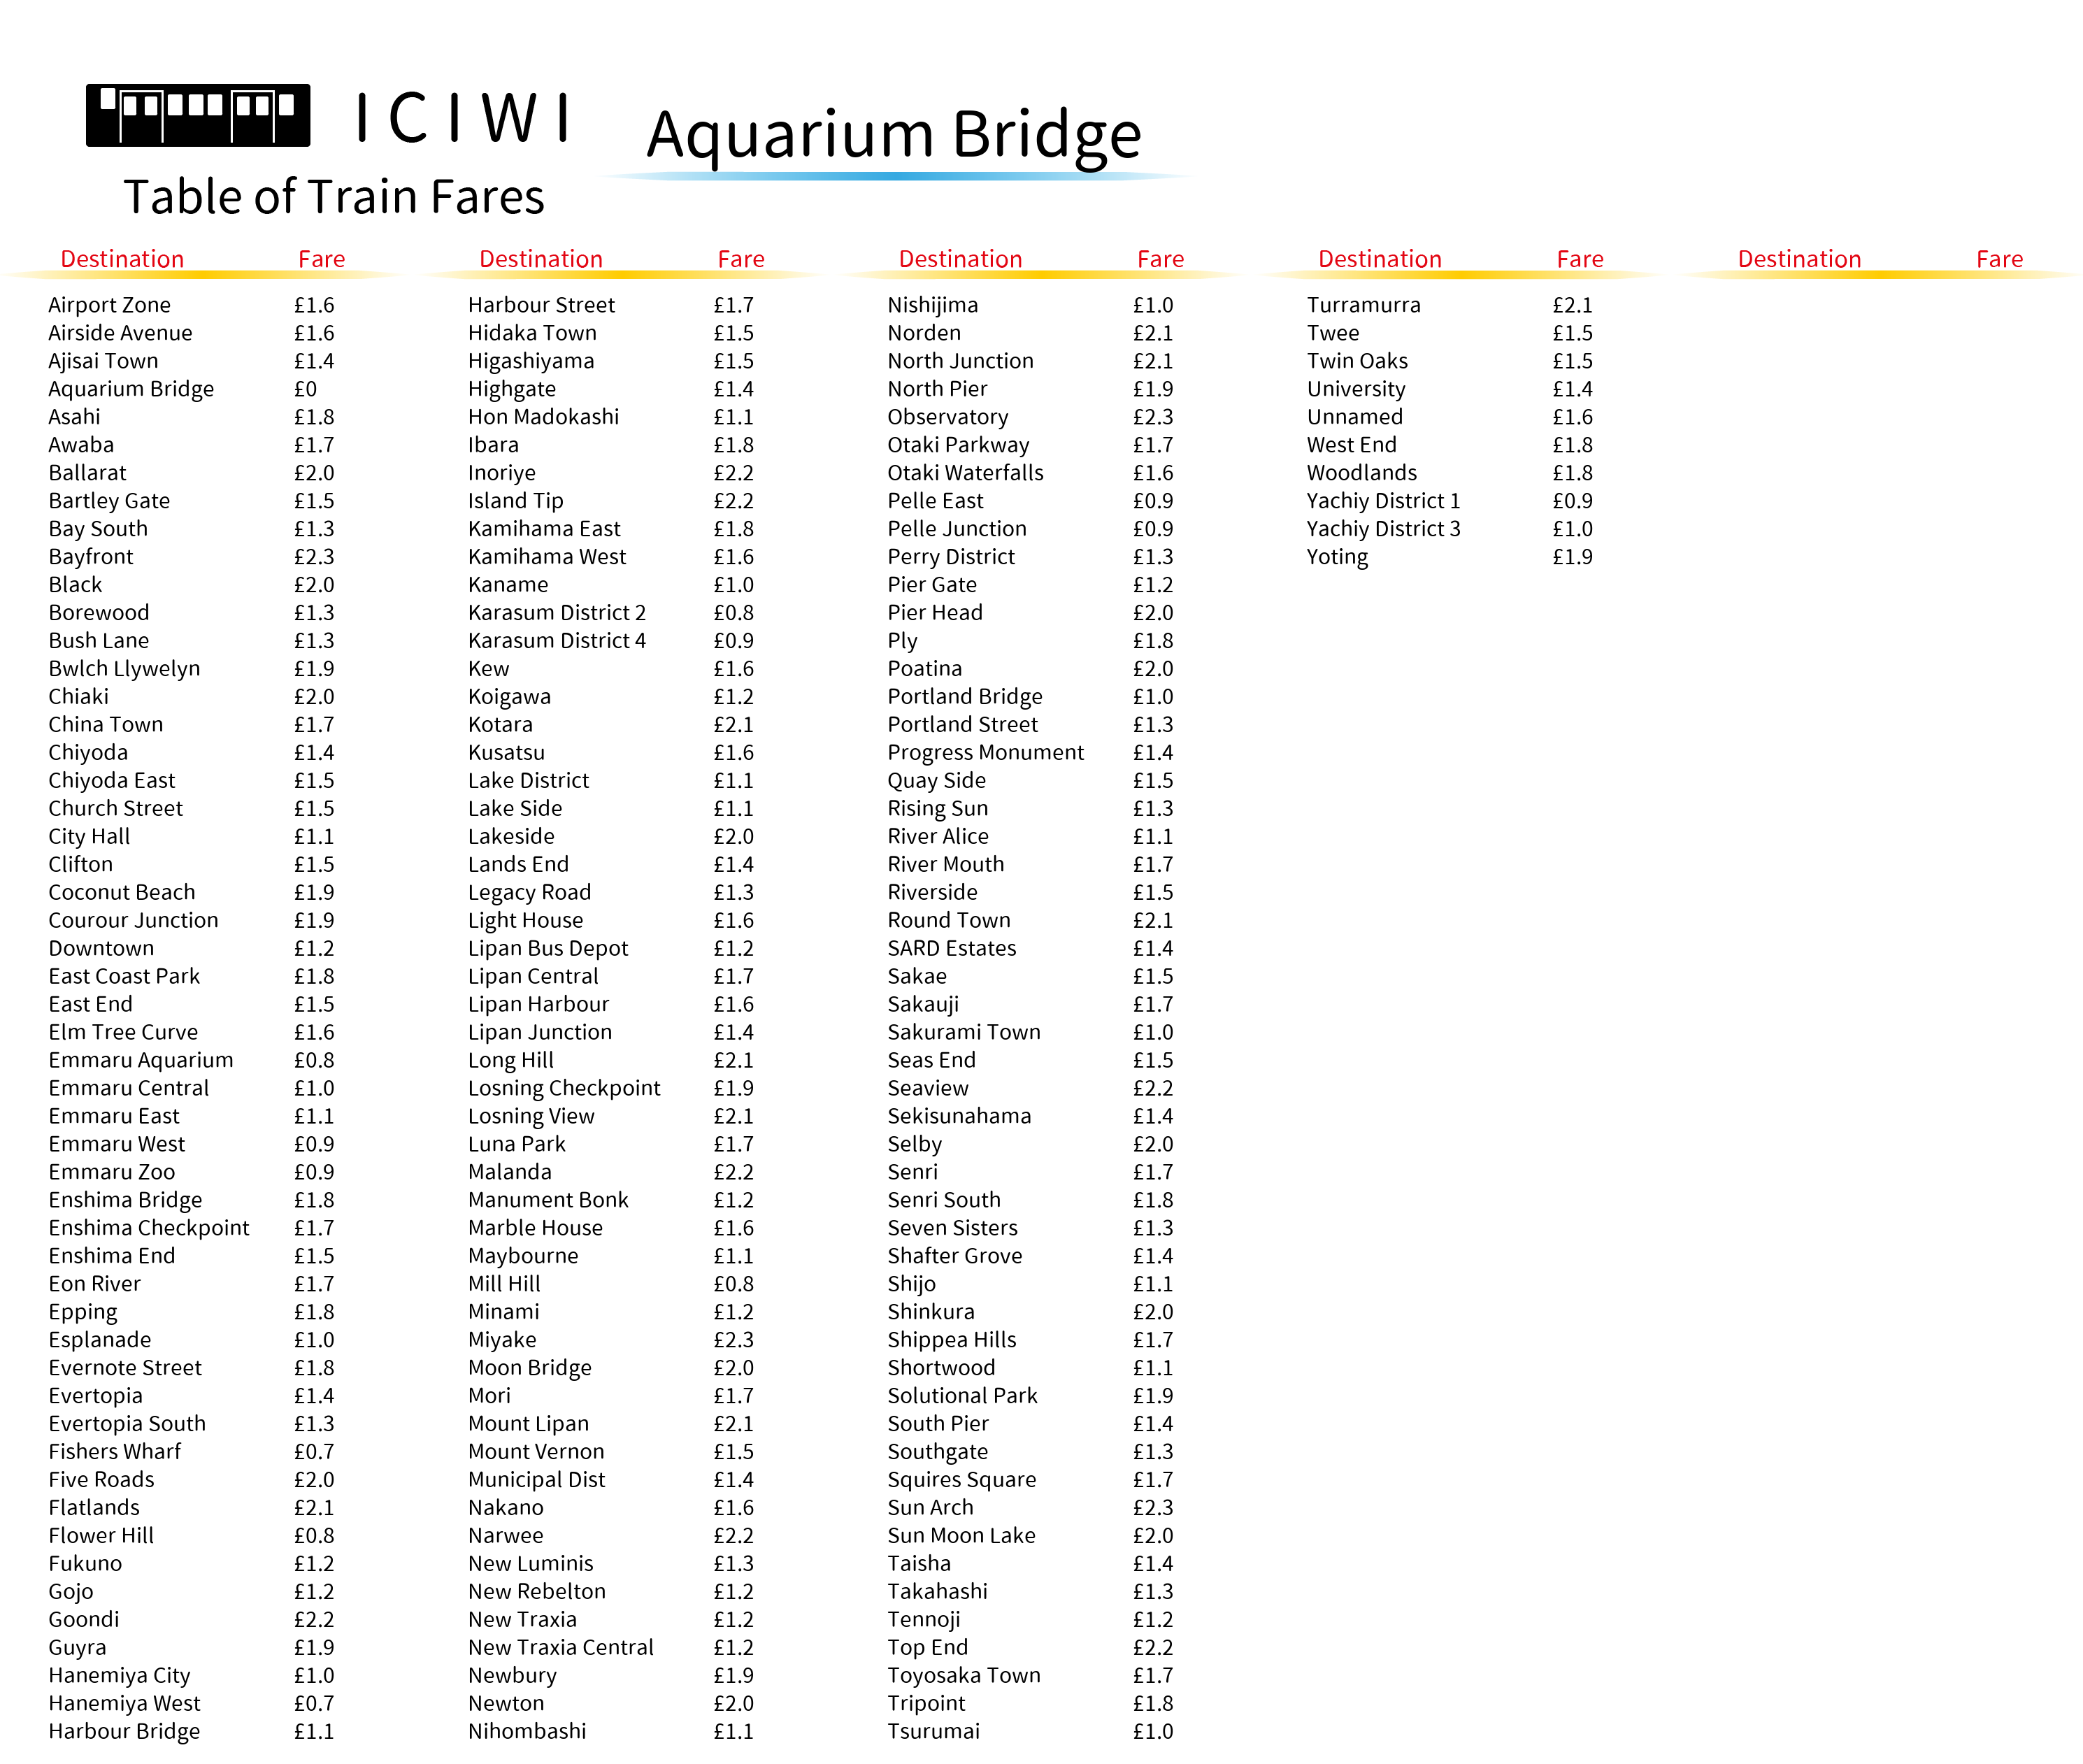 ICIWI
Aquarium Bridge
Table of Train Fares
Destination Fare
Airport Zone £1.6
Airside Avenue £1.6
Ajisai Town £1.4
Aquarium Bridge £0
Asahi £1.8
Awaba £1.7
Ballarat £2.0
Bartley Gate £1.5
Bay South £1.3
Bayfront £2.3
Black £2.0
Borewood £1.3
Bush Lane £1.3
Bwlch Llywelyn £1.9
Chiaki £2.0
China Town £1.7
Chiyoda £1.4
Chiyoda East £1.5
Church Street £1.5
City Hall £1.1
Clifton £1.5
Coconut Beach £1.9
Courour Junction £1.9
Downtown £1.2
East Coast Park £1.8
East End £1.5
Elm Tree Curve £1.6
Emmaru Aquarium £0.8
Emmaru Central £1.0
Emmaru East £1.1
Emmaru West £0.9
Emmaru Zoo £0.9
Enshima Bridge £1.8
Enshima Checkpoint £1.7
Enshima End £1.5
Eon River £1.7
Epping £1.8
Esplanade £1.0
Evernote Street £1.8
Evertopia £1.4
Evertopia South £1.3
Fishers Wharf £0.7
Five Roads £2.0
Flatlands £2.1
Flower Hill £0.8
Fukuno £1.2
Gojo £1.2
Goondi £2.2
Guyra £1.9
Hanemiya City £1.0
Hanemiya West £0.7
Harbour Bridge £1.1
Destination Fare
Harbour Street £1.7
Hidaka Town £1.5
Higashiyama £1.5
Highgate £1.4
Hon Madokashi £1.1
Ibara £1.8
Inoriye £2.2
Island Tip £2.2
Kamihama East £1.8
Kamihama West £1.6
Kaname £1.0
Karasum District 2 £0.8
Karasum District 4 £0.9
Kew £1.6
Koigawa £1.2
Kotara £2.1
Kusatsu £1.6
Lake District £1.1
Lake Side £1.1
Lakeside £2.0
Lands End £1.4
Legacy Road £1.3
Light House £1.6
Lipan Bus Depot £1.2
Lipan Central £1.7
Lipan Harbour £1.6
Lipan Junction £1.4
Long Hill £2.1
Losning Checkpoint £1.9
Losning View £2.1
Luna Park £1.7
Malanda £2.2
Manument Bonk £1.2
Marble House £1.6
Maybourne £1.1
Mill Hill £0.8
Minami £1.2
Miyake £2.3
Moon Bridge £2.0
Mori £1.7
Mount Lipan £2.1
Mount Vernon £1.5
Municipal Dist £1.4
Nakano £1.6
Narwee £2.2
New Luminis £1.3
New Rebelton £1.2
New Traxia £1.2
New Traxia Central £1.2
Newbury £1.9
Newton £2.0
Nihombashi £1.1
Destination Fare
Nishijima £1.0
Norden £2.1
North Junction £2.1
North Pier £1.9
Observatory £2.3
Otaki Parkway £1.7
Otaki Waterfalls £1.6
Pelle East £0.9
Pelle Junction £0.9
Perry District £1.3
Pier Gate £1.2
Pier Head £2.0
Ply £1.8
Poatina £2.0
Portland Bridge £1.0
Portland Street £1.3
Progress Monument £1.4
Quay Side £1.5
Rising Sun £1.3
River Alice £1.1
River Mouth £1.7
Riverside £1.5
Round Town £2.1
SARD Estates £1.4
Sakae £1.5
Sakauji £1.7
Sakurami Town £1.0
Seas End £1.5
Seaview £2.2
Sekisunahama £1.4
Selby £2.0
Senri £1.7
Senri South £1.8
Seven Sisters £1.3
Shafter Grove £1.4
Shijo £1.1
Shinkura £2.0
Shippea Hills £1.7
Shortwood £1.1
Solutional Park £1.9
South Pier £1.4
Southgate £1.3
Squires Square £1.7
Sun Arch £2.3
Sun Moon Lake £2.0
Taisha £1.4
Takahashi £1.3
Tennoji £1.2
Top End £2.2
Toyosaka Town £1.7
Tripoint £1.8
Tsurumai £1.0
Destination Fare
Turramurra £2.1
Twee £1.5
Twin Oaks £1.5
University £1.4
Unnamed £1.6
West End £1.8
Woodlands £1.8
Yachiy District 1 £0.9
Yachiy District 3 £1.0
Yoting £1.9
Destination Fare